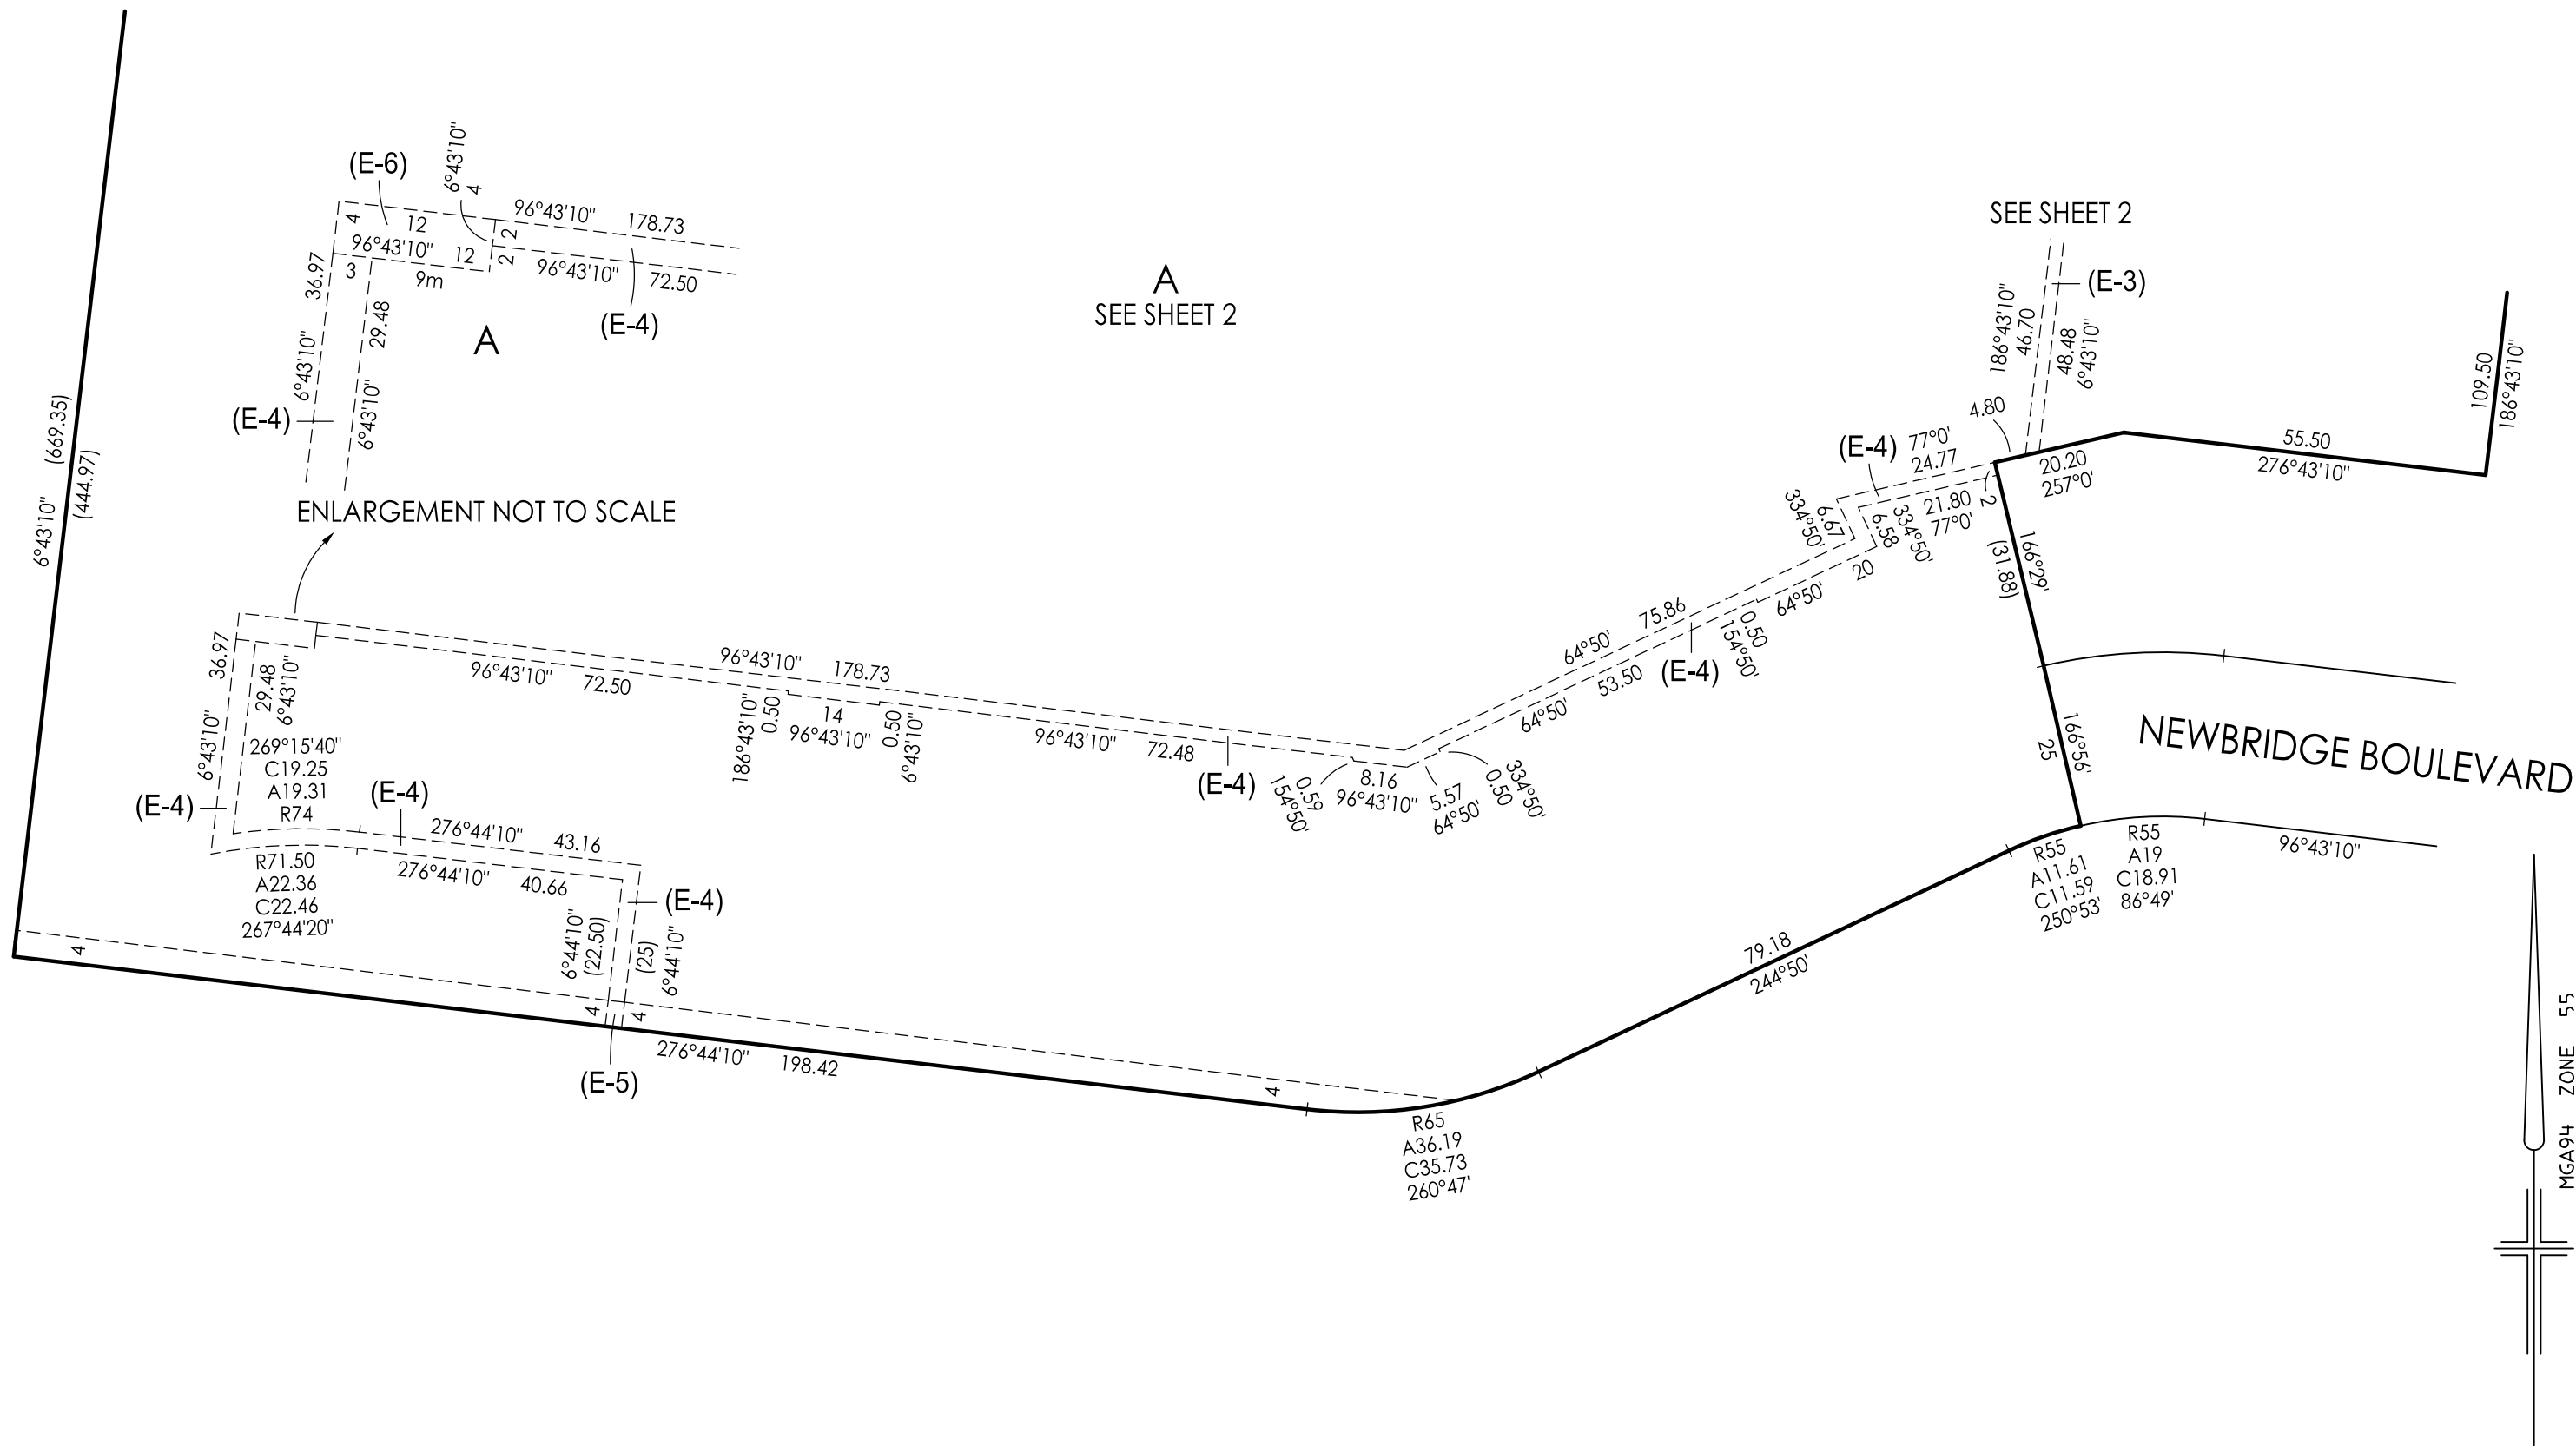 (E-6)
6°43'10"
4
4
12
96°43'10"
12
3
9m
2
2
96°43'10" 178.73
96°43'10" 72.50
(E-4)
36.97
6°43'10"
29.48
6°43'10"
(E-4)
A
A
SEE SHEET 2
SEE SHEET 2
(E-3)
186°43'10"
46.70
48.48
6°43'10"
109.50
186°43'10"
4.80
(E-4)
77°0'
24.77
20.20
257°0'
55.50
276°43'10"
334°50'
6.67
6.58
334°50'
21.80
77°0'
2
166°29'
(31.88)
6°43'10" (669.35)
(444.97)
ENLARGEMENT NOT TO SCALE
36.97
6°43'10"
29.48
6°43'10"
96°43'10" 178.73
96°43'10" 72.50
186°43'10"
0.50
14
96°43'10"
0.50
6°43'10"
96°43'10" 72.48
(E-4)
0.59
154°50'
8.16
96°43'10"
5.57
64°50'
334°50'
0.50
64°50' 75.86
64°50' 53.50
(E-4)
0.50
154°50'
64°50' 20
NEWBRIDGE BOULEVARD
166°56'
25
(E-4)
269°15'40"
C19.25
A19.31
R74
(E-4)
276°44'10" 43.16
276°44'10" 40.66
R71.50
A22.36
C22.46
267°44'20"
(E-4)
6°44'10"
(22.50)
(25)
6°44'10"
4
4
4
4
(E-5)
276°44'10" 198.42
R65
A36.19
C35.73
260°47'
79.18
244°50'
R55
A11.61
C11.59
250°53'
R55
A19
C18.91
86°49'
96°43'10"
MGA94 ZONE 55